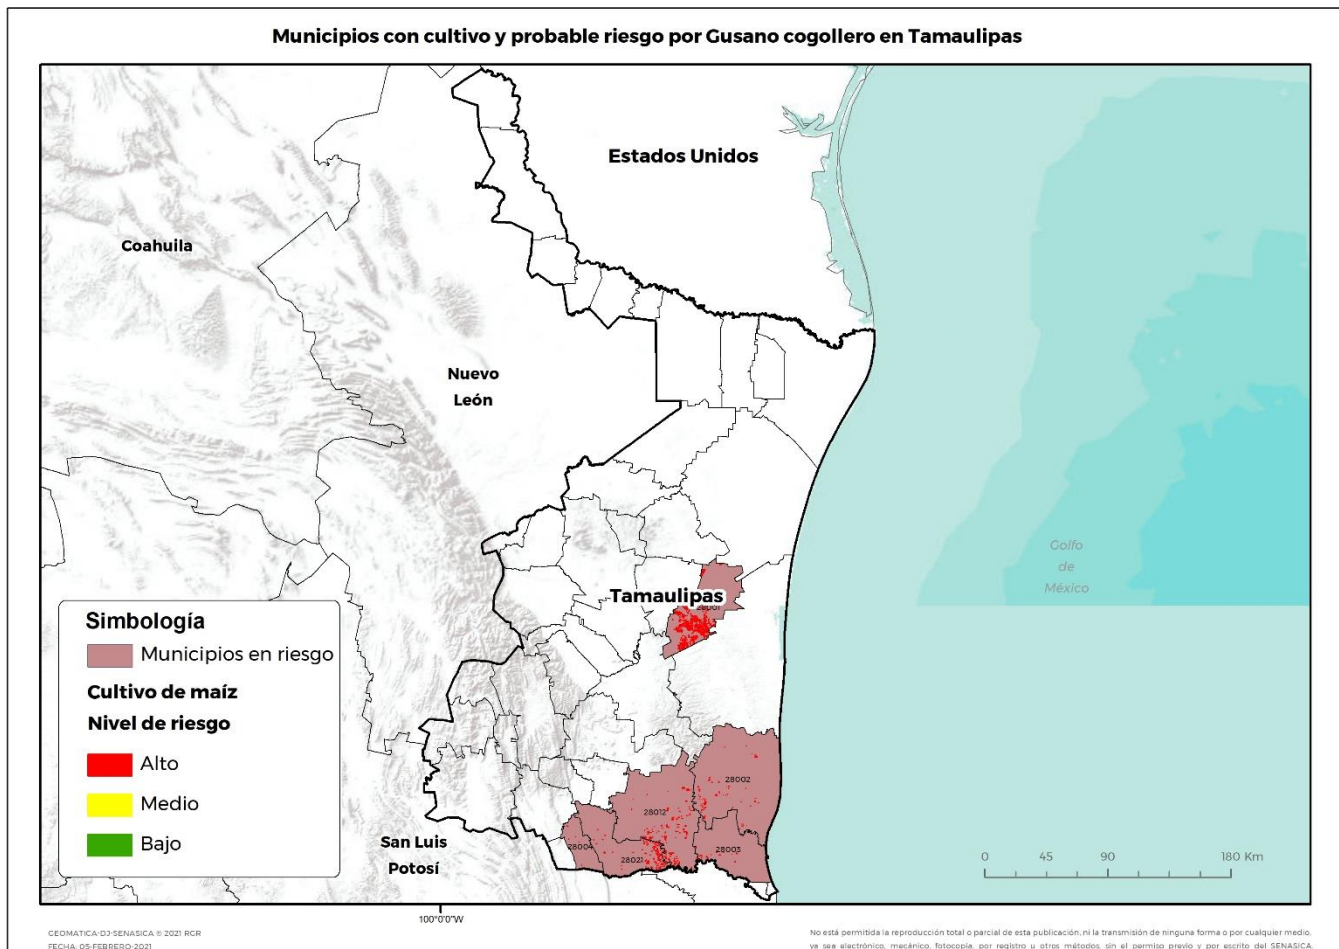 Municipios con cultivo y probable riesgo por Gusano cogollero en Tamaulipas
Estados Unidos
Coahuila
Nuevo
León
Golfo
de
México
Tamaulipas
Simbología
Municipios en riesgo
Cultivo de maíz
Nivel de riesgo
Alto
Medio
Bajo
28002
28012
28004
28021
28003
San Luis
Potosí
0 45 90 180 Km
100°0'0"W
GEOMATICA-DJ-SENASICA © 2021 RCR
FECHA: 05-FEBRERO-2021
No está permitida la reproducción total o parcial de esta publicación, ni la transmisión de ninguna forma o por cualquier medio,
ya sea electrónico, mecánico, fotocopia, por registro u otros métodos, sin el permiso previo y por escrito del SENASICA.